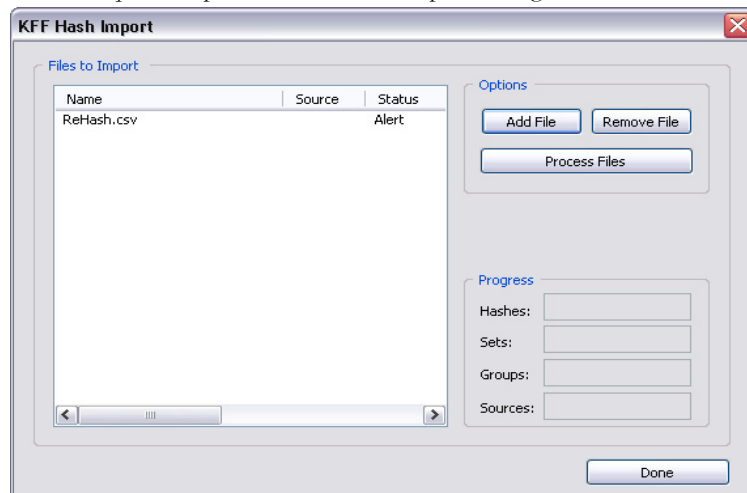 KFF Hash Import
Files to Import
Name Source Status
ReHash.csv Alert
Options
Add File Remove File
Process Files
Progress
Hashes:
Sets:
Groups:
Sources:
Done